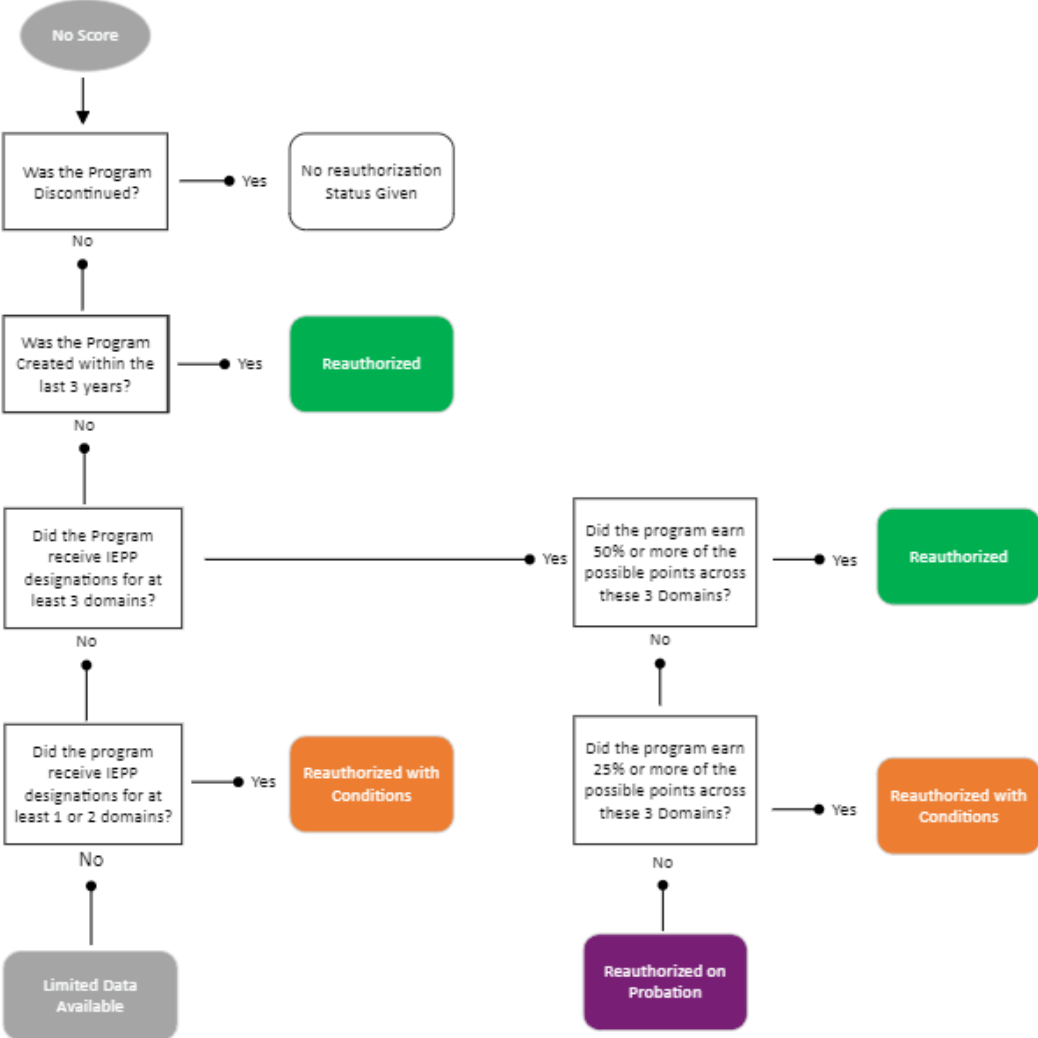 No Score
Was the Program
Discontinued?
Yes
No reauthorization
Status Given
No
Was the Program
Created within the
last 3 years?
Yes
Reauthorized
No
Did the Program
receive IEPP
designations for at
least 3 domains?
Yes
Did the program earn
50% or more of the
possible points across
these 3 Domains?
Yes
Reauthorized
No
No
Did the program
receive IEPP
designations for at
least 1 or 2 domains?
Yes
Reauthorized with
Conditions
Did the program earn
25% or more of the
possible points across
these 3 Domains?
Yes
Reauthorized with
Conditions
No
No
Limited Data
Available
Reauthorized on
Probation